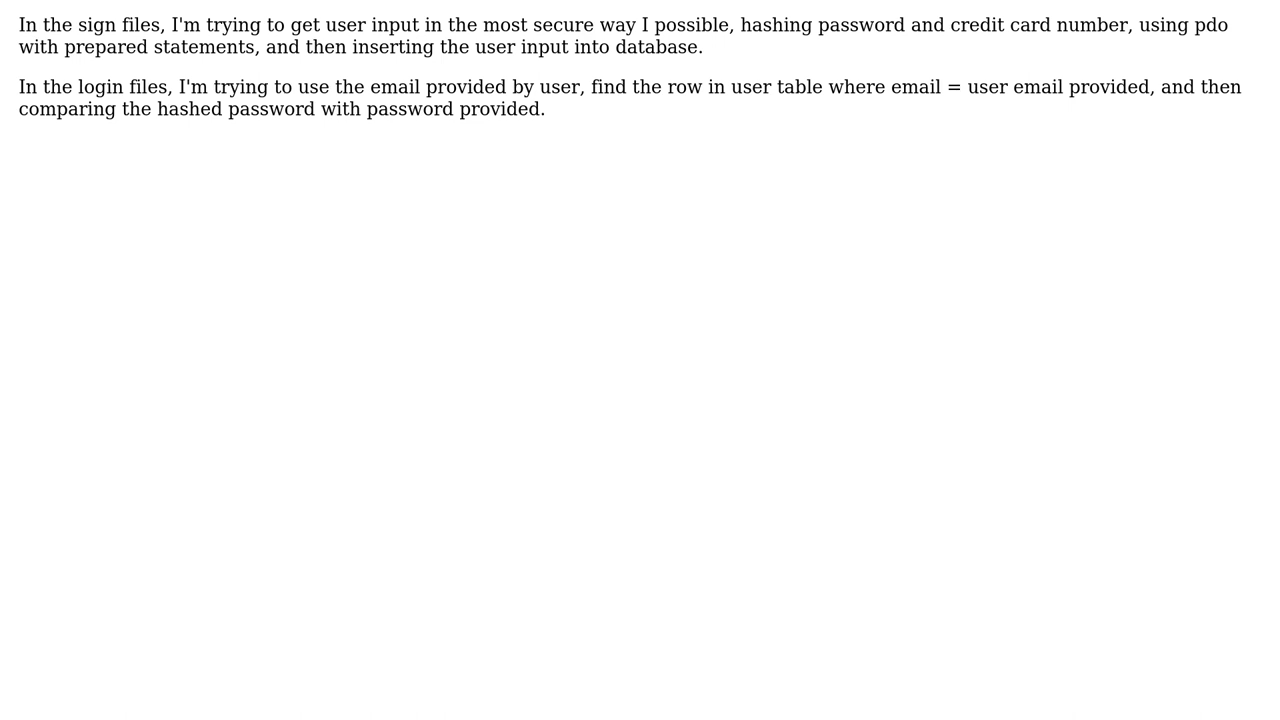 In the sign files, I'm trying to get user input in the most secure way I possible, hashing password and credit card number, using pdo
with prepared statements, and then inserting the user input into database.
In the login files, I'm trying to use the email provided by user, find the row in user table where email = user email provided, and then
comparing the hashed password with password provided.